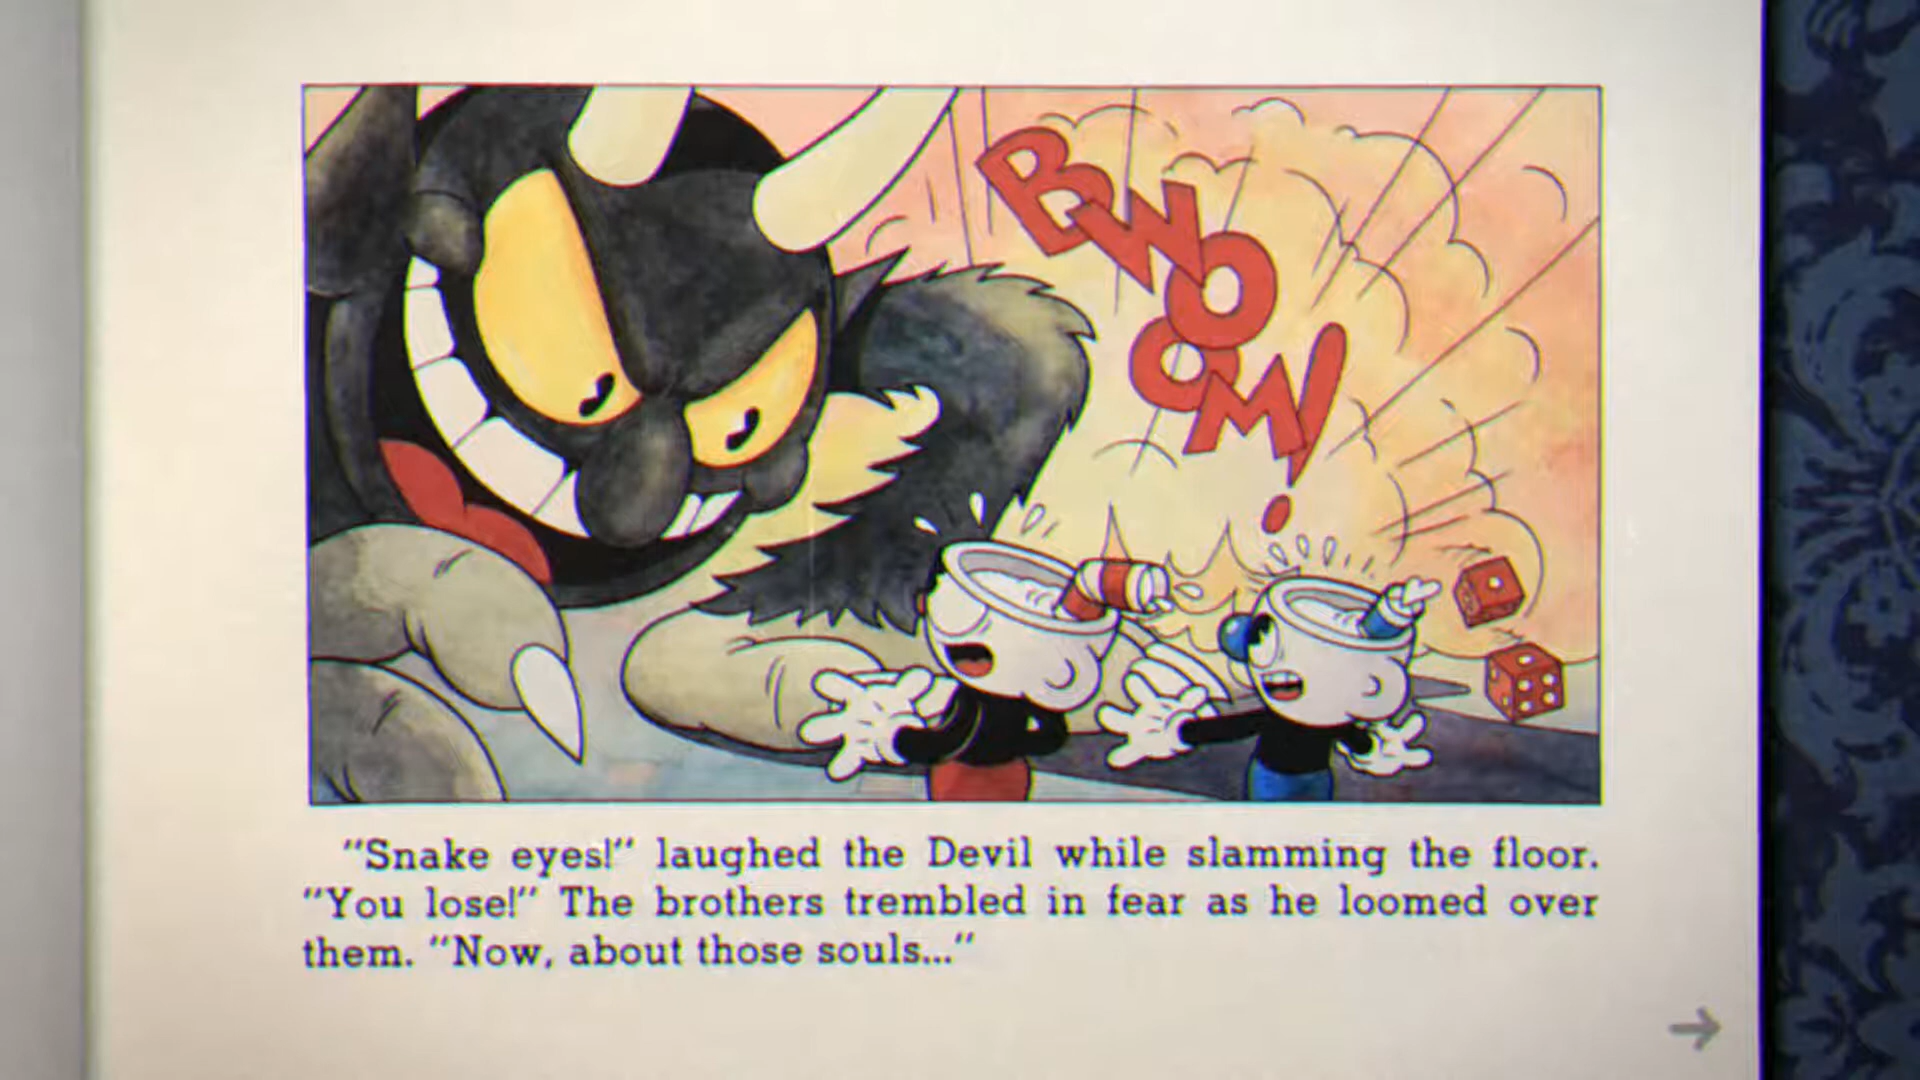 BWOOM!
“Snake eyes!” laughed the Devil while slamming the floor.
“You lose!” The brothers trembled in fear as he loomed over
them. “Now, about those souls...”